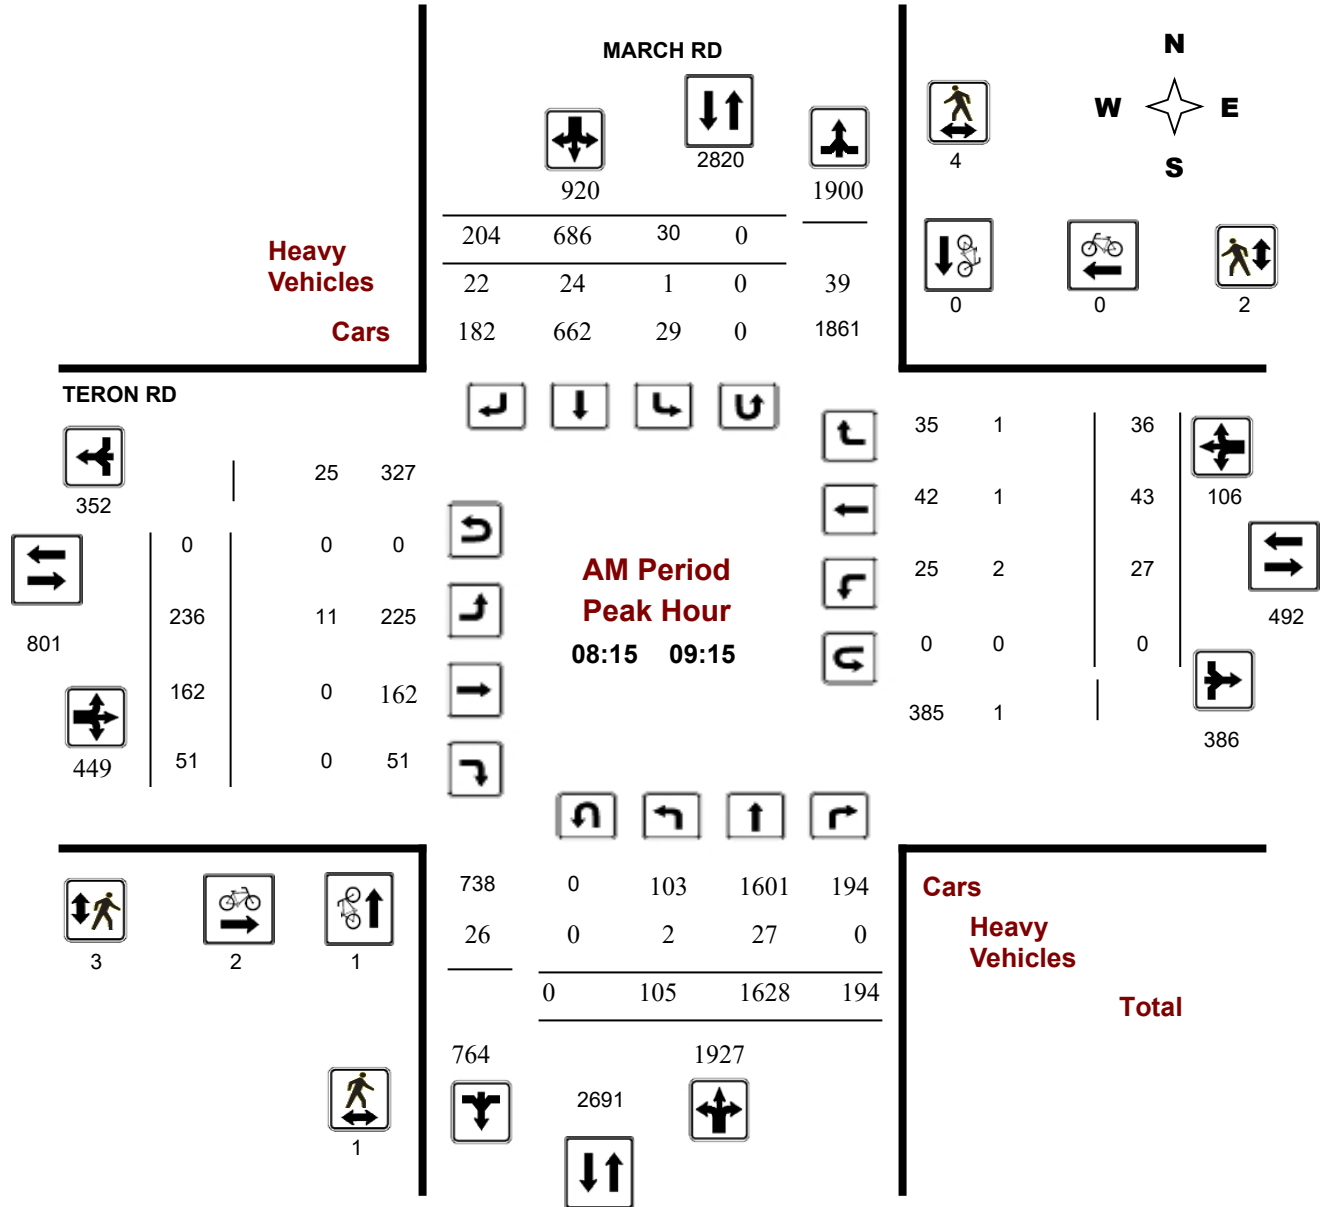 MARCH RD
N
W E
S
2820
920
1900
4
204 686 30 0
Heavy
Vehicles
22 24 1 0 39
0 0 2
Cars
182 662 29 0 1861
TERON RD
35 1 36
25 327
352
42 1 43
106
0 0 0
AM Period
25 2 27
Peak Hour
236 11 225
492
801
08:15 09:15
0 0 0
162 0 162
385 1
386
449
51 0 51
738 0 103 1601 194
Cars
26 0 2 27 0
Heavy
Vehicles
3 2 1
0 105 1628 194
Total
764
1927
2691
1